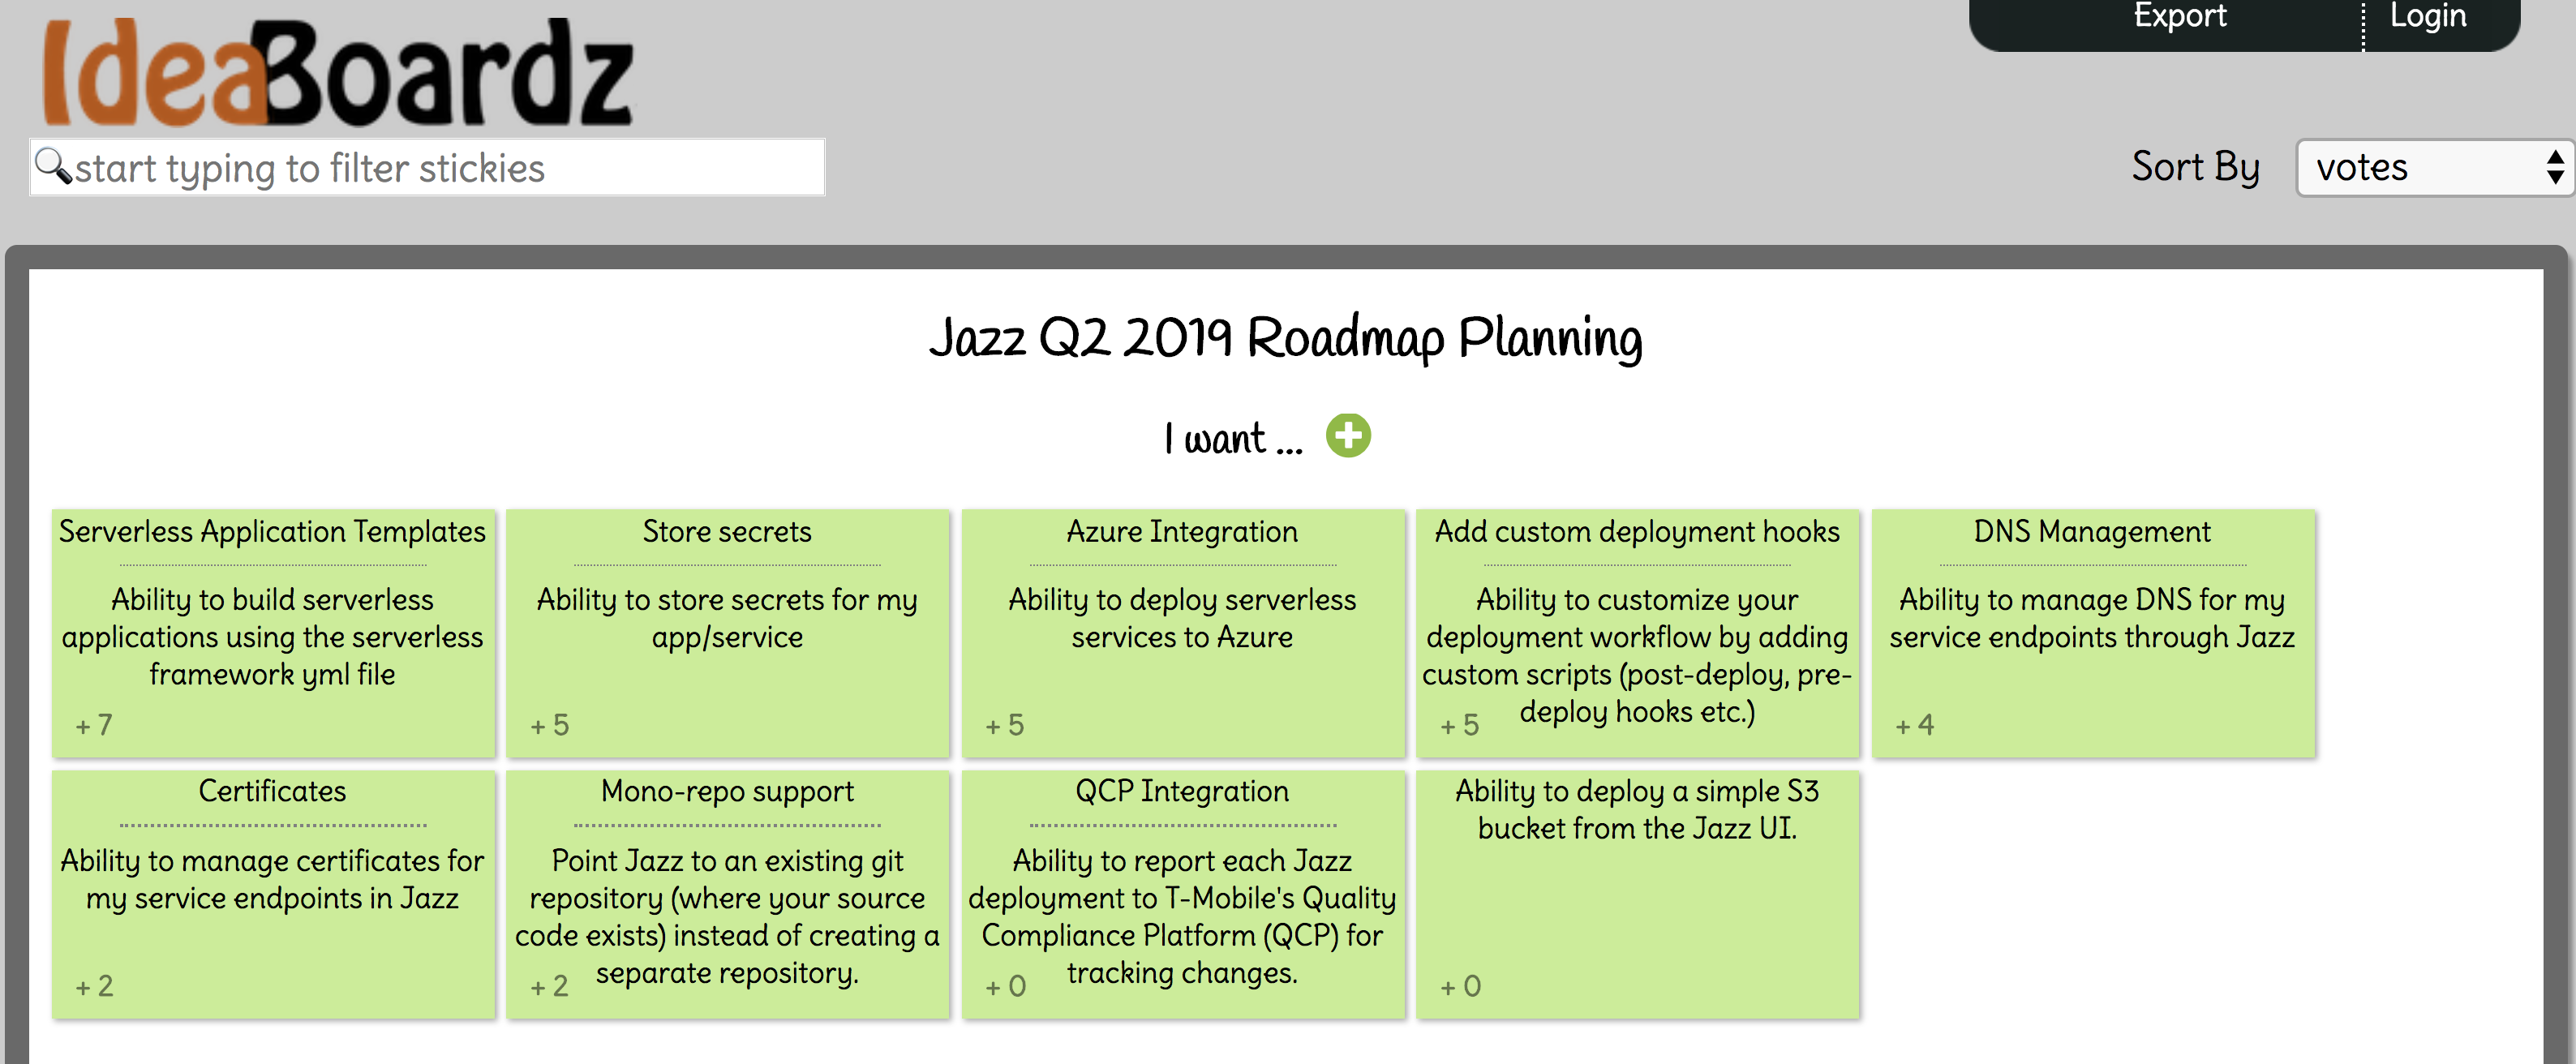 Export
Login
IdeaBoardz
start typing to filter stickies
Sort By
votes
Jazz Q2 2019 Roadmap Planning
I want ...
Serverless Application Templates
Ability to build serverless
applications using the serverless
framework yml file
+ 7
Store secrets
Ability to store secrets for my
app/service
+ 5
Azure Integration
Ability to deploy serverless
services to Azure
+ 5
Add custom deployment hooks
Ability to customize your
deployment workflow by adding
custom scripts (post-deploy, pre-
deploy hooks etc.)
+ 5
DNS Management
Ability to manage DNS for my
service endpoints through Jazz
+ 4
Certificates
Ability to manage certificates for
my service endpoints in Jazz
+ 2
Mono-repo support
Point Jazz to an existing git
repository (where your source
code exists) instead of creating a
separate repository.
+ 2
QCP Integration
Ability to report each Jazz
deployment to T-Mobile's Quality
Compliance Platform (QCP) for
tracking changes.
+ 0
Ability to deploy a simple S3
bucket from the Jazz UI.
+ 0